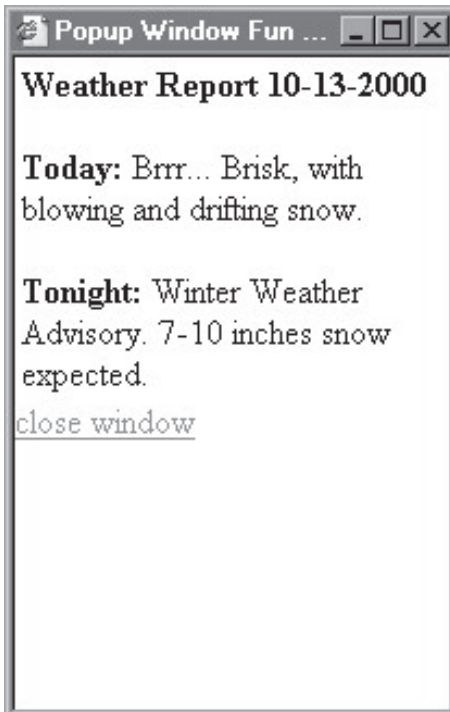 Popup Window Fun ...
Weather Report 10-13-2000
Today: Brrr... Brisk, with
blowing and drifting snow.
Tonight: Winter Weather
Advisory. 7-10 inches snow
expected.
close window